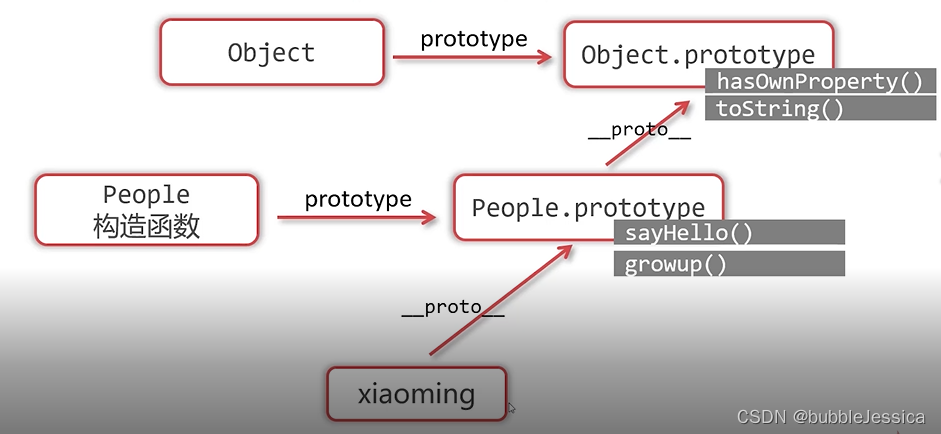 Object
prototype
Object.prototype
hasOwnProperty()
toString()
__proto__
People
构造函数
prototype
People.prototype
sayHello()
growup()
__proto__
xiaoming
CSDN @bubbleJessica